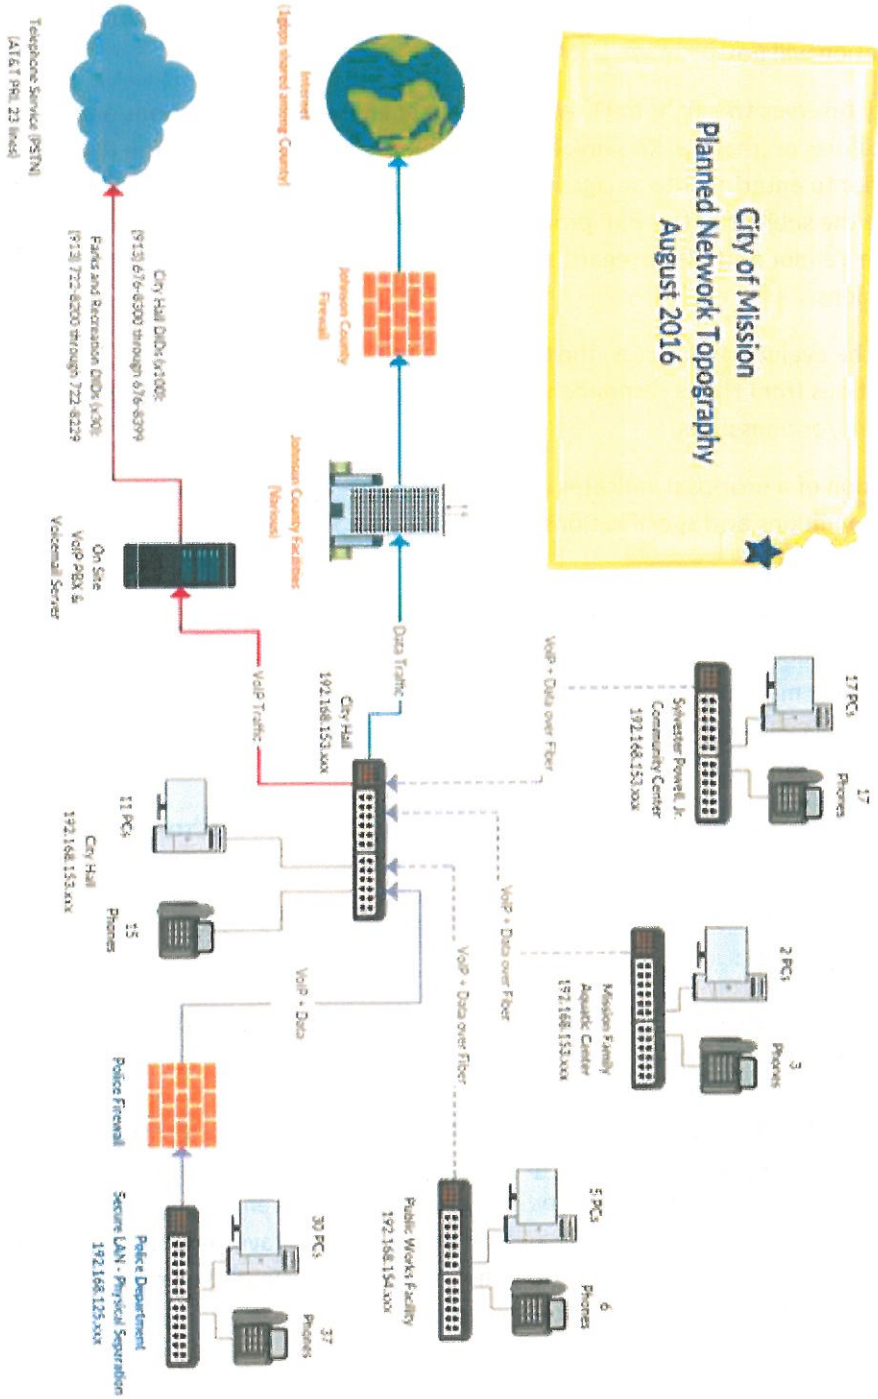 City of Mission
Planned Network Topography
August 2016
17 PCs
17
Phones
Sylvester Powell, Jr.
Community Center
192.168.153.xxx
2 PCs
3
Phones
Mission Family
Aquatic Center
192.168.153.xxx
5 PCs
6
Phones
Public Works Facility
192.168.154.xxx
30 PCs
37
Phones
Police Department
Secure LAN - Physical Separation
192.168.125.xxx
VoIP + Data over Fiber
VoIP + Data over Fiber
VoIP + Data over Fiber
VoIP + Data
Police Firewall
Internet
(1gbps shared among County)
Johnson County
Firewall
Johnson County Facilities
(Various)
Data Traffic
City Hall
192.168.153.xxx
VoIP Traffic
11 PCs
15
Phones
City Hall
192.168.153.xxx
City Hall DIDs (x100):
(913) 676-8300 through 676-8399
Parks and Recreation DIDs (x30):
(913) 722-8200 through 722-8229
On Site
VoIP PBX &
Voicemail Server
Telephone Service (PSTN)
(AT&T PRI, 23 lines)